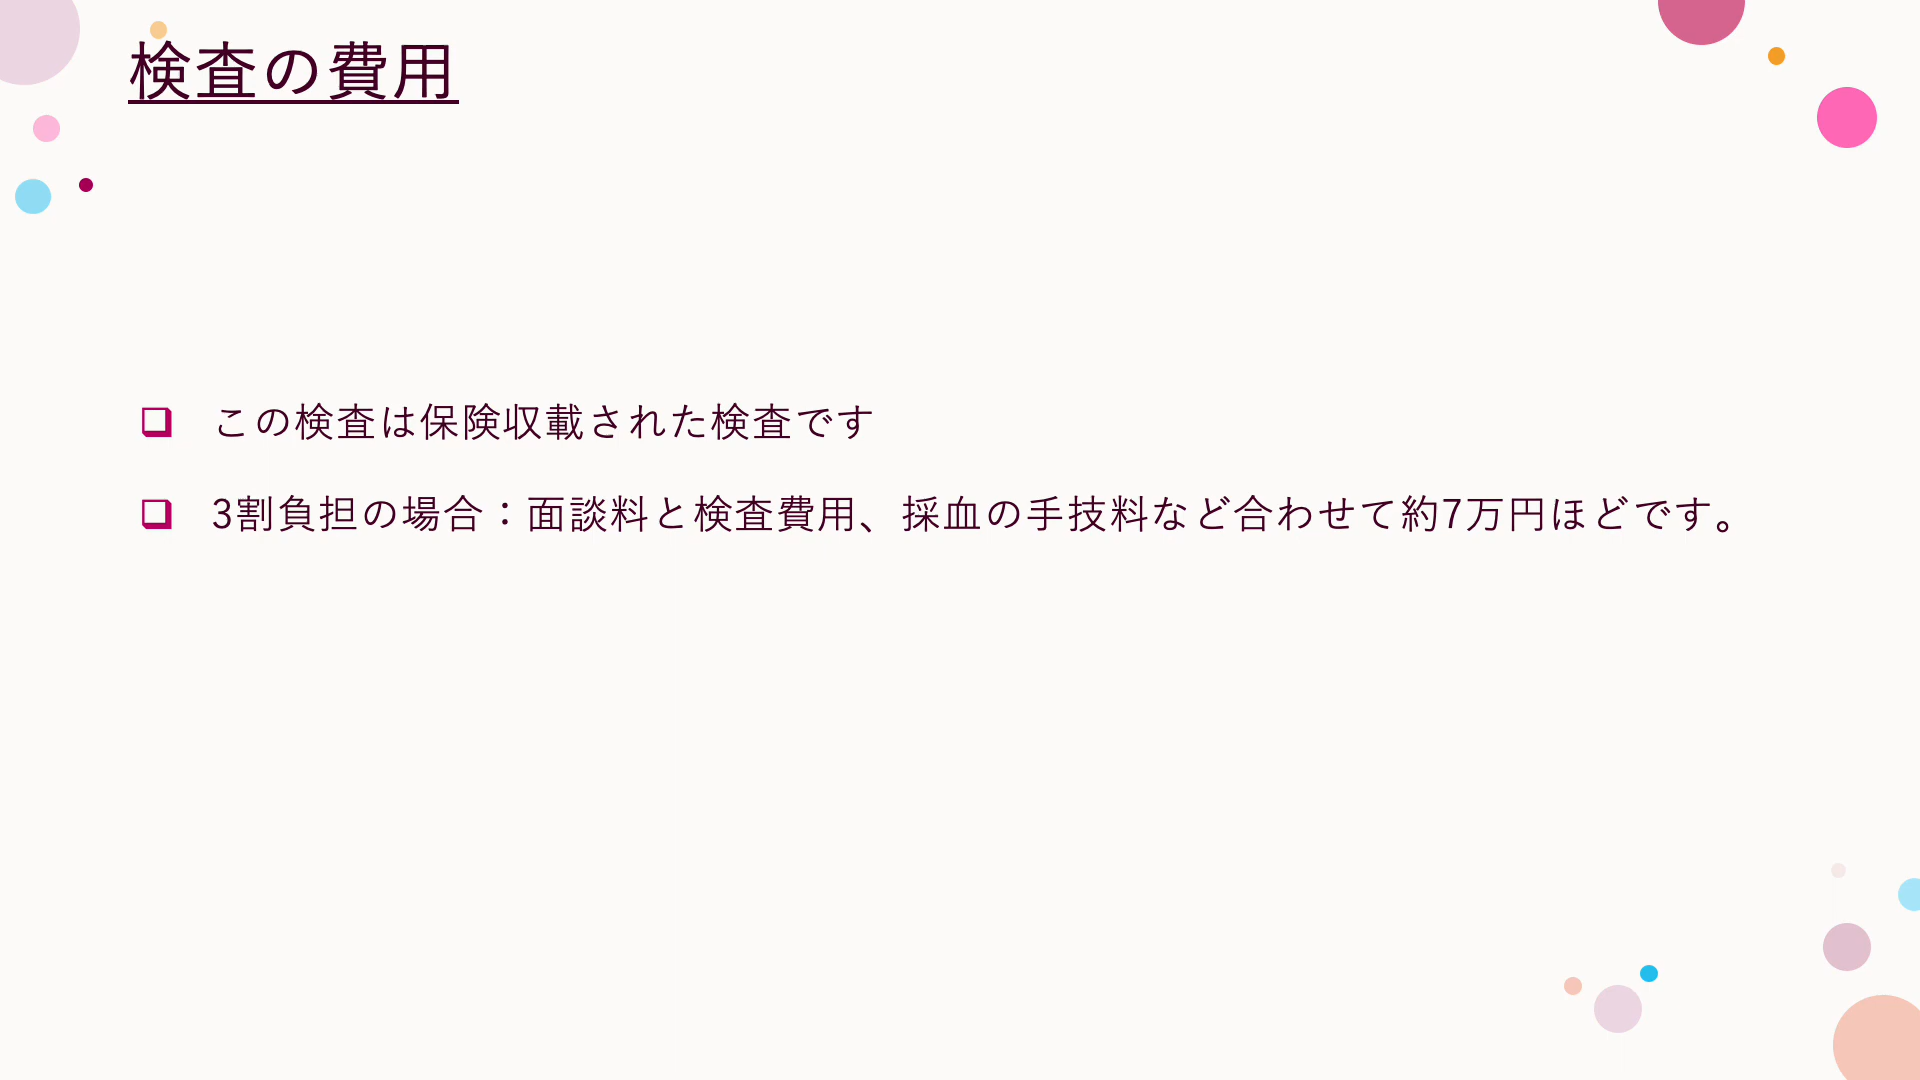 検査の費用
❑ この検査は保険収載された検査です
❑ 3割負担の場合：面談料と検査費用、採血の手技料など合わせて約7万円ほどです。